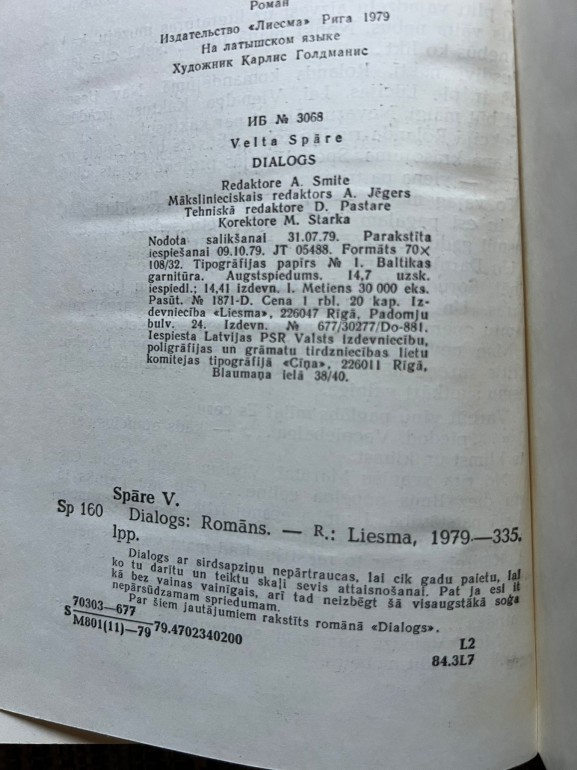 Роман
Издательство «Лиесма» Рига 1979
На латышском языке
Художник Карлис Голдманис
ИБ № 3068
Velta Spāre
DIALOGS
Redaktore A. Smite
Mākslinieciskais redaktors A. Jēgers
Tehniskā redaktore D. Pastare
Korektore M. Starka
Nodota salikšanai 31.07.79. Parakstīta
iespiešanai 09.10.79. JT 05488. Formāts 70×
108/32. Tipogrāfijas papīrs № 1. Baltikas
garnitūra. Augstspiedums. 14,7 uzsk.
iespiedl.; 14,41 izdevn. l. Metiens 30 000 eks.
Pasūt. № 1871-D. Cena 1 rbl. 20 kap. Iz-
devniecība «Liesma», 226047 Rīgā, Padomju
bulv. 24. Izdevn. № 677/30277/Do-881.
Iespiesta Latvijas PSR Valsts izdevniecību,
poligrāfijas un grāmatu tirdzniecības lietu
komitejas tipogrāfijā «Cīņa», 226011 Rīgā,
Blaumaņa ielā 38/40.
Spāre V.
Sp 160 Dialogs: Romāns. — R.: Liesma, 1979.—335.
lpp.
Dialogs ar sirdsapziņu nepārtraucas, lai cik gadu paietu, lai
ko tu darītu un teiktu skaļi sevis attaisnošanai. Pat ja esi it
kā bez vainas vainīgais, arī tad neizbēgt šā visaugstākā soģa
nepārsūdzamam spriedumam.
Par šiem jautājumiem rakstīts romānā «Dialogs».
S 70303—677
M801(11)—79 79.4702340200
L2
84.3L7